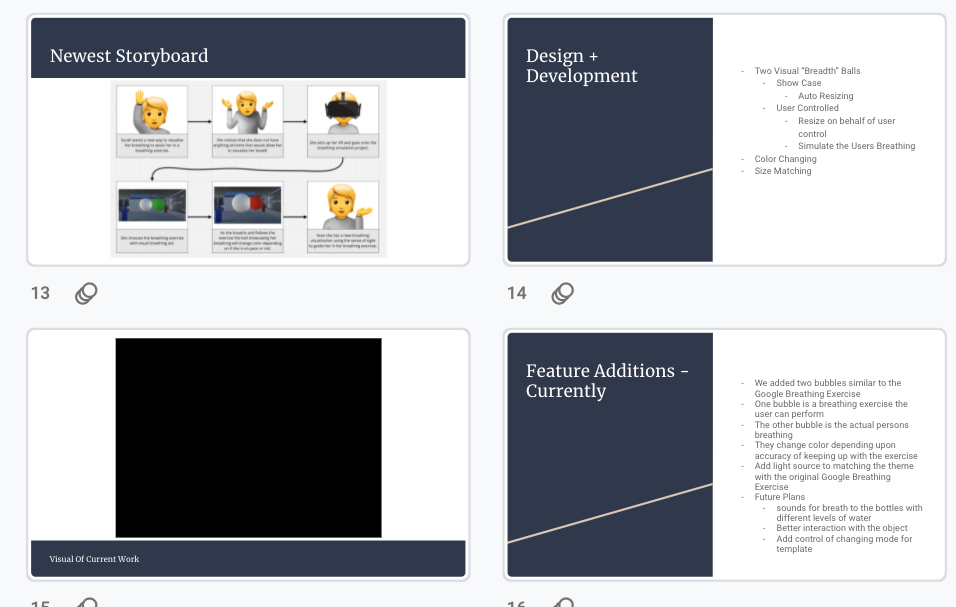 Newest Storyboard
Sarah wants a new way to visualize
her breathing to assist her in a
breathing exercise.
She notices that she does not have
anything at home that would allow her
to visualize her breath
She sets up her VR and goes onto the
breathing simulation project.
She chooses the breathing exercise
with visual breathing aid.
As she breaths and follows the
exercise the ball showcasing her
breathing will change color depending
on if she is on pace or not.
Now she has a new breathing
visualization using the sense of sight
to guide her in her breathing exercise.
13
Design +
Development
- Two Visual “Breadth” Balls
- Show Case
- Auto Resizing
- User Controlled
- Resize on behalf of user
control
- Simulate the Users Breathing
- Color Changing
- Size Matching
14
Visual Of Current Work
15
Feature Additions -
Currently
- We added two bubbles similar to the
Google Breathing Exercise
- One bubble is a breathing exercise the
user can perform
- The other bubble is the actual persons
breathing
- They change color depending upon
accuracy of keeping up with the exercise
- Add light source to matching the theme
with the original Google Breathing
Exercise
- Future Plans
- sounds for breath to the bottles with
different levels of water
- Better interaction with the object
- Add control of changing mode for
template
16